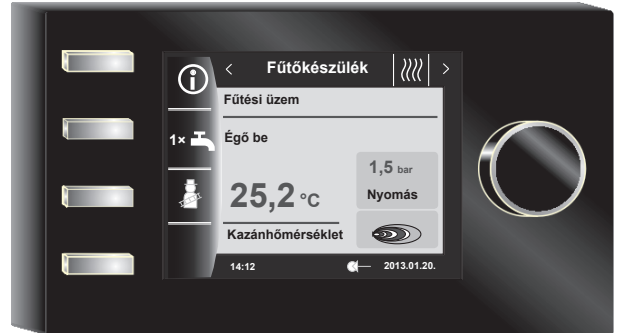 < Fűtőkészülék >
Fűtési üzem
1×
Égő be
1,5 bar
Nyomás
25,2 °C
Kazánhőmérséklet
14:12
2013.01.20.